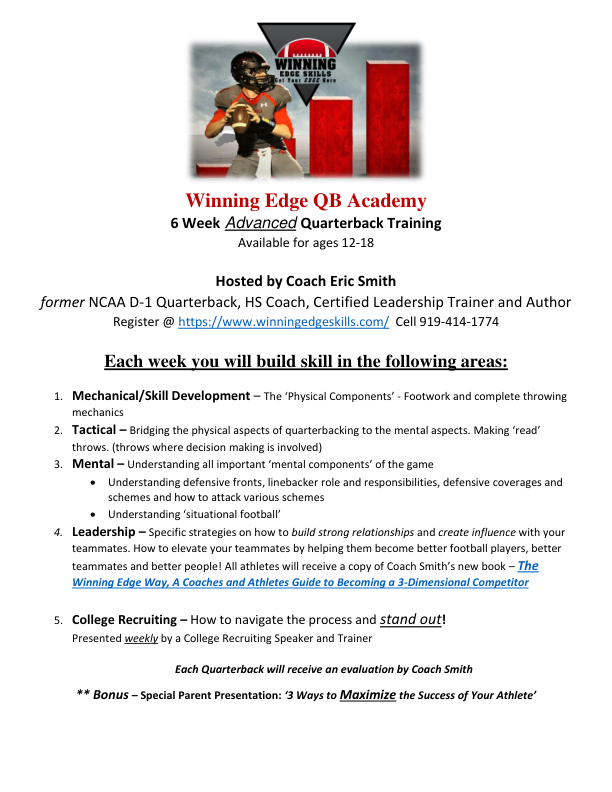 WINNING
EDGE SKILLS
Get Your EDGE Here
Winning Edge QB Academy
6 Week Advanced Quarterback Training
Available for ages 12-18
Hosted by Coach Eric Smith
former NCAA D-1 Quarterback, HS Coach, Certified Leadership Trainer and Author
Register @ https://www.winningedgeskills.com/ Cell 919-414-1774
Each week you will build skill in the following areas:
1. Mechanical/Skill Development – The ‘Physical Components’ - Footwork and complete throwing
mechanics
2. Tactical – Bridging the physical aspects of quarterbacking to the mental aspects. Making ‘read’
throws. (throws where decision making is involved)
3. Mental – Understanding all important ‘mental components’ of the game
• Understanding defensive fronts, linebacker role and responsibilities, defensive coverages and
schemes and how to attack various schemes
• Understanding ‘situational football’
4. Leadership – Specific strategies on how to build strong relationships and create influence with your
teammates. How to elevate your teammates by helping them become better football players, better
teammates and better people! All athletes will receive a copy of Coach Smith’s new book – The
Winning Edge Way, A Coaches and Athletes Guide to Becoming a 3-Dimensional Competitor
5. College Recruiting – How to navigate the process and stand out!
Presented weekly by a College Recruiting Speaker and Trainer
Each Quarterback will receive an evaluation by Coach Smith
** Bonus – Special Parent Presentation: ‘3 Ways to Maximize the Success of Your Athlete’